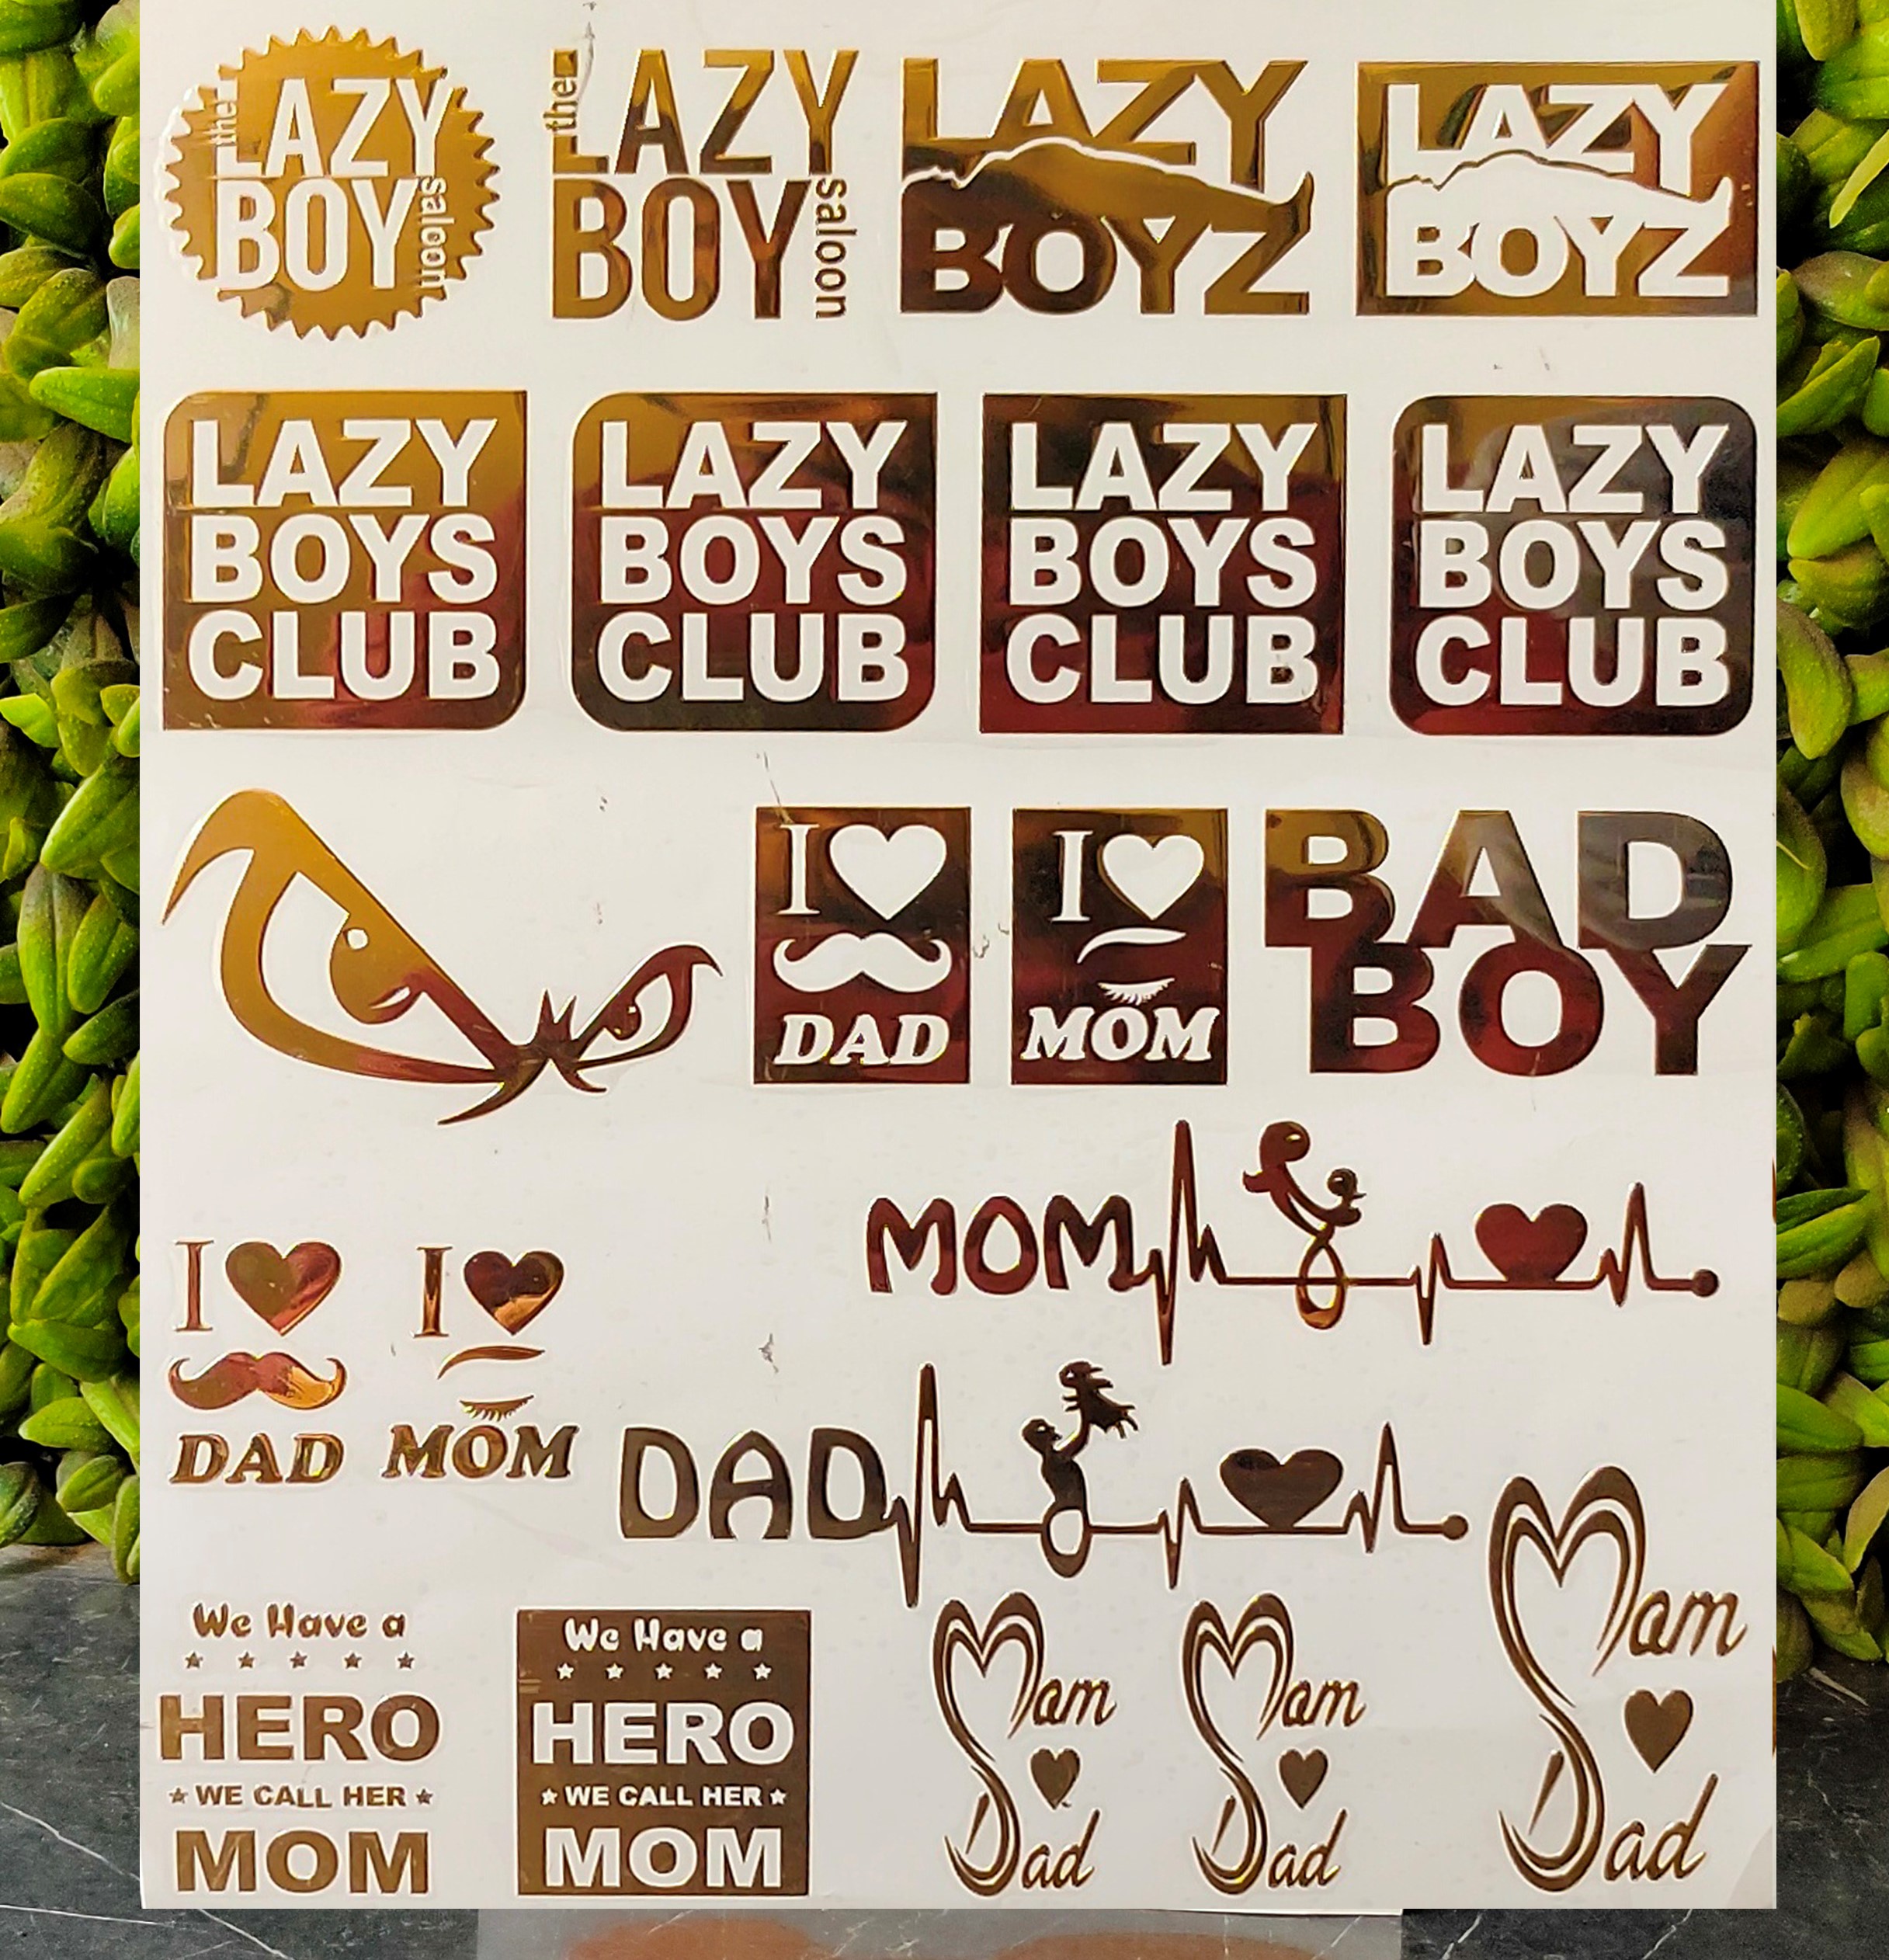 the
LAZY
BOY
saloon
the
LAZY
BOY
saloon
LAZY
BOYZ
LAZY
BOYZ
LAZY
BOYS
CLUB
LAZY
BOYS
CLUB
LAZY
BOYS
CLUB
LAZY
BOYS
CLUB
I
DAD
I
MOM
BAD
BOY
MOM
I
DAD
I
MOM
DAD
We Have a
HERO
WE CALL HER
MOM
We Have a
HERO
WE CALL HER
MOM
Mom
Dad
Mom
Dad
Mom
Dad